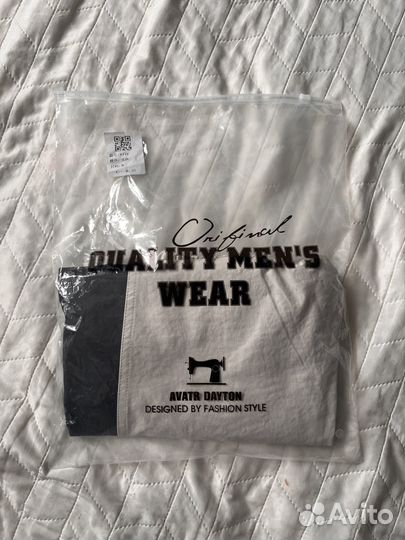 Original
QUALITY MEN'S
WEAR
AVATR DAYTON
DESIGNED BY FASHION STYLE
Avito